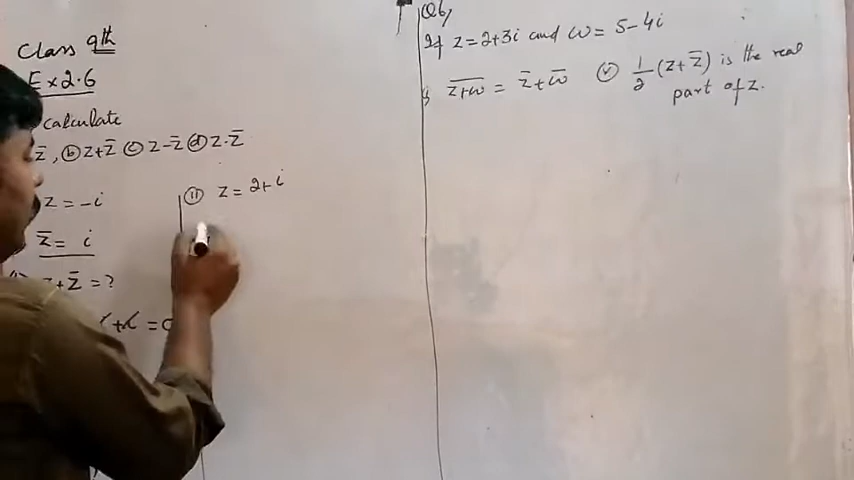 Class 9th
Ex 2.6
calculate
z̄, ⓑ z+z̄ ⓒ z-z̄ ⓓ z·z̄
z = -i
z̄ = i
z+z̄ = ?
ⓘⓘ z = 2+i
Q6,
If z=2+3i and ω= 5-4i
\overline{z+ω} = z̄+ω̄
ⓥ 1/2 (z+z̄) is the real
part of z.